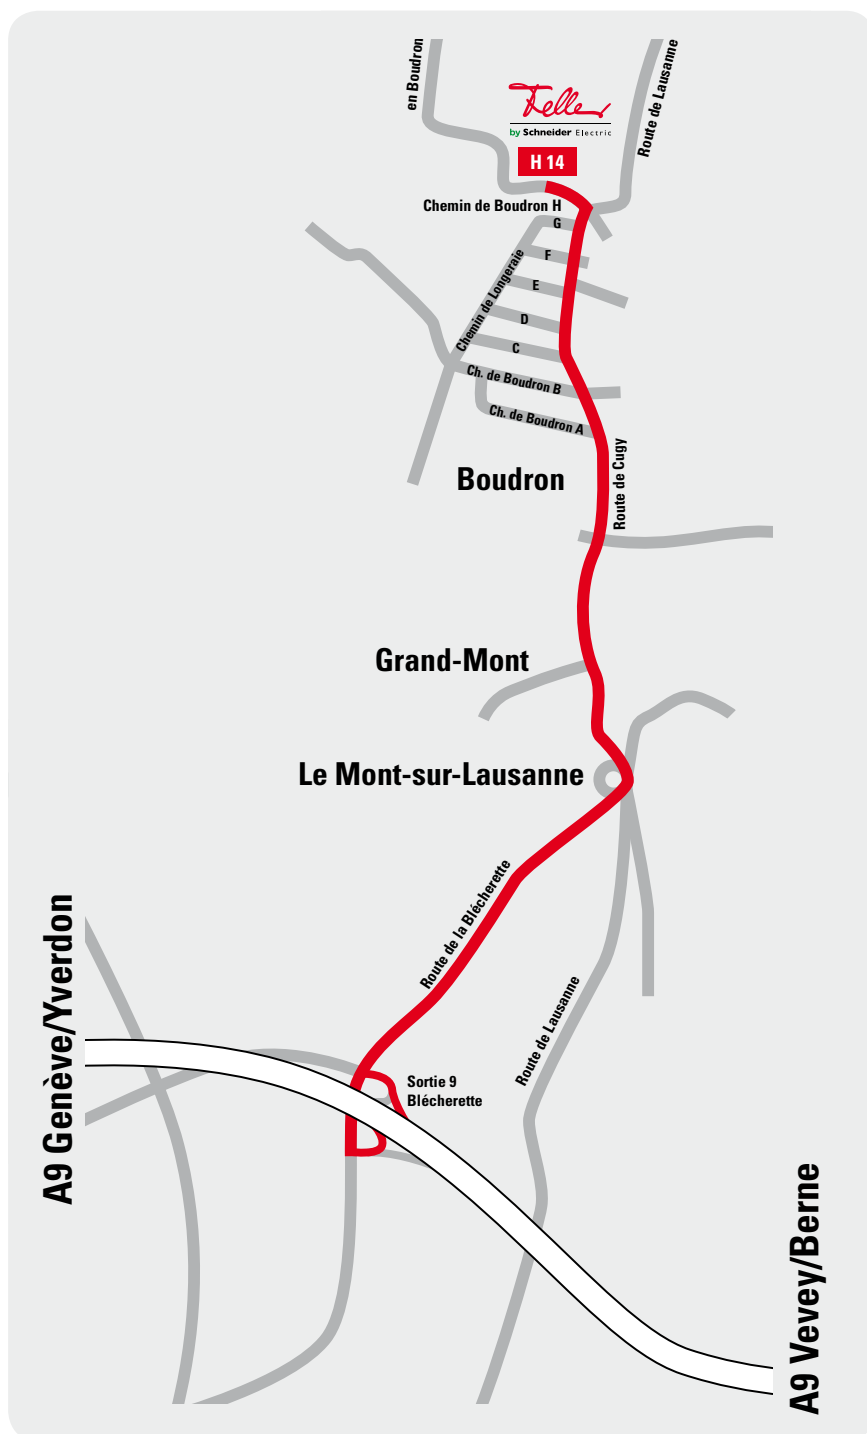 en Boudron
Feller
by Schneider Electric
Route de Lausanne
H 14
Chemin de Boudron H
G
F
E
D
C
Chemin de Longeraie
Ch. de Boudron B
Ch. de Boudron A
Boudron
Route de Cugy
Grand-Mont
Le Mont-sur-Lausanne
Route de la Blécherette
A9 Genève/Yverdon
Route de Lausanne
Sortie 9
Blécherette
A9 Vevey/Berne